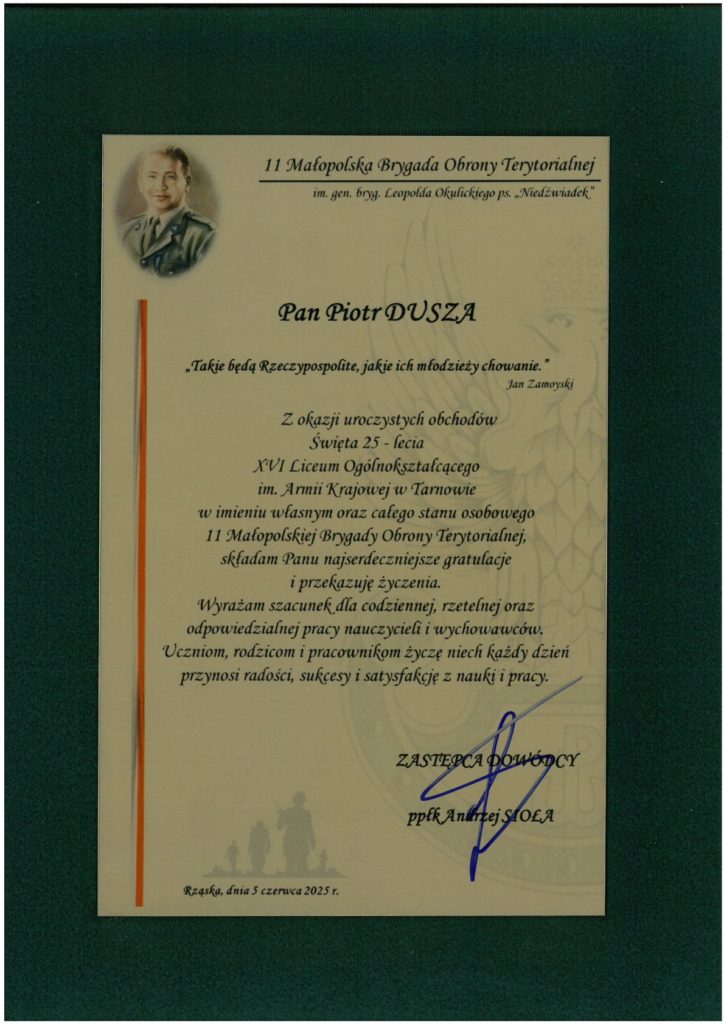 11 Małopolska Brygada Obrony Terytorialnej
im. gen. bryg. Leopolda Okulickiego ps. „Niedźwiadek”
Pan Piotr DUSZA
„Takie będą Rzeczypospolite, jakie ich młodzieży chowanie.”
Jan Zamoyski
Z okazji uroczystych obchodów
Święta 25 - lecia
XVI Liceum Ogólnokształcącego
im. Armii Krajowej w Tarnowie
w imieniu własnym oraz całego stanu osobowego
11 Małopolskiej Brygady Obrony Terytorialnej,
składam Panu najserdeczniejsze gratulacje
i przekazuję życzenia.
Wyrażam szacunek dla codziennej, rzetelnej oraz
odpowiedzialnej pracy nauczycieli i wychowawców.
Uczniom, rodzicom i pracownikom życzę niech każdy dzień
przynosi radości, sukcesy i satysfakcję z nauki i pracy.
ZASTĘPCA DOWÓDCY
ppłk Andrzej SIOŁA
Rząska, dnia 5 czerwca 2025 r.